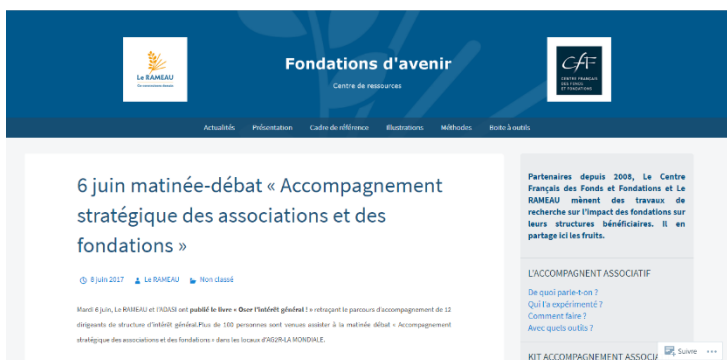 Fondations d'avenir
Centre de ressources
Le RAMEAU
CfF
CENTRE FRANÇAIS
DES FONDS
ET FONDATIONS
Actualités Présentation Cadre de référence Illustrations Méthodes Boite à outils
6 juin matinée-débat « Accompagnement
stratégique des associations et des
fondations »
8 juin 2017 Le RAMEAU Non classé
Mardi 6 juin, Le RAMEAU et l'ADASI ont publié le livre « Oser l'intérêt général ! » retraçant le parcours d'accompagnement de 12
dirigeants de structure d'intérêt général.Plus de 160 personnes sont venues assister à la matinée débat « Accompagnement
stratégique des associations et des fondations » dans les locaux d'AG2R-LA MONDIALE.
Partenaires depuis 2008, Le Centre
Français des Fonds et Fondations et Le
RAMEAU mènent des travaux de
recherche sur l'impact des fondations sur
leurs structures bénéficiaires. Il en
partage ici les fruits.
L'ACCOMPAGNENT ASSOCIATIF
De quoi parle-t-on ?
Qui l'a expérimenté ?
Comment faire ?
Avec quels outils ?
KIT ACCOMPAGNEMENT ASSOCI
Suivre ...